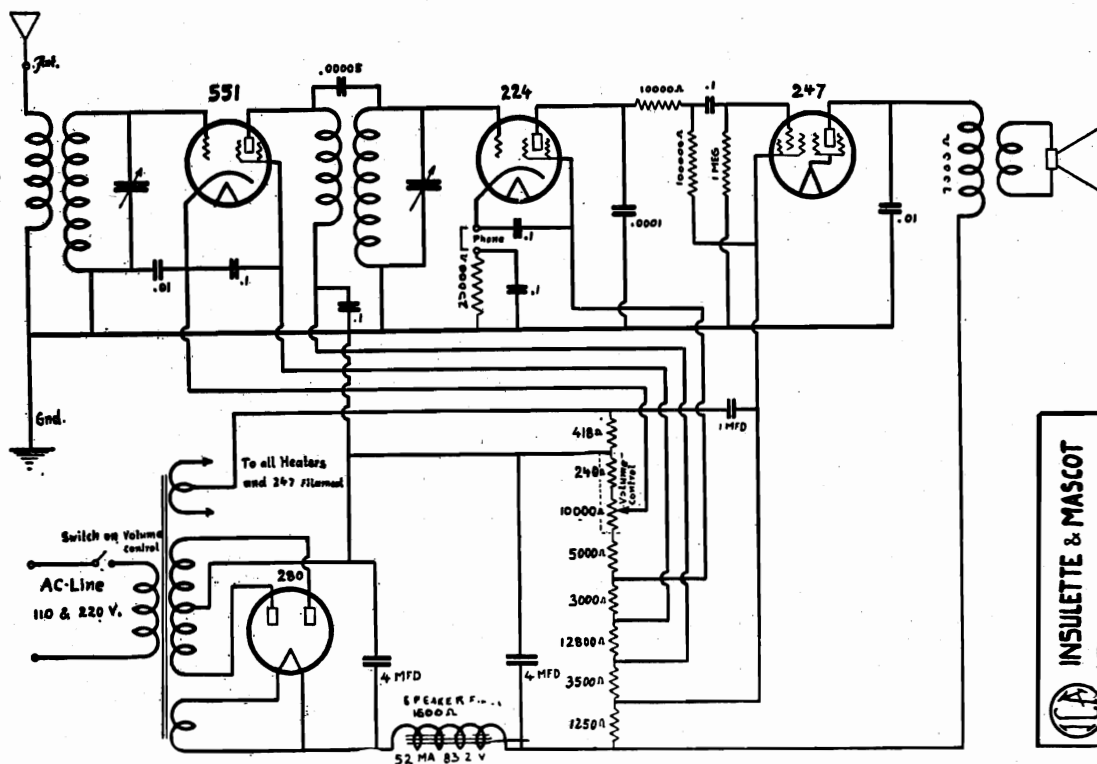 Ant.
551
.00005
224
10000Ω
.1
247
100000Ω
1 MEG
.01
.1
Phone
.1
25000Ω
.1
.0001
.01
7000Ω
.1
Gnd.
To all Heaters
and 247 Filament
Switch on Volume
control
AC-Line
110 & 220 V.
280
1 MFD
418Ω
240Ω
Volume
control
10000Ω
5000Ω
3000Ω
12800Ω
3500Ω
1250Ω
4 MFD
4 MFD
SPEAKER
1600Ω
52 MA 83.2 V
ICA
INSULETTE & MASCOT